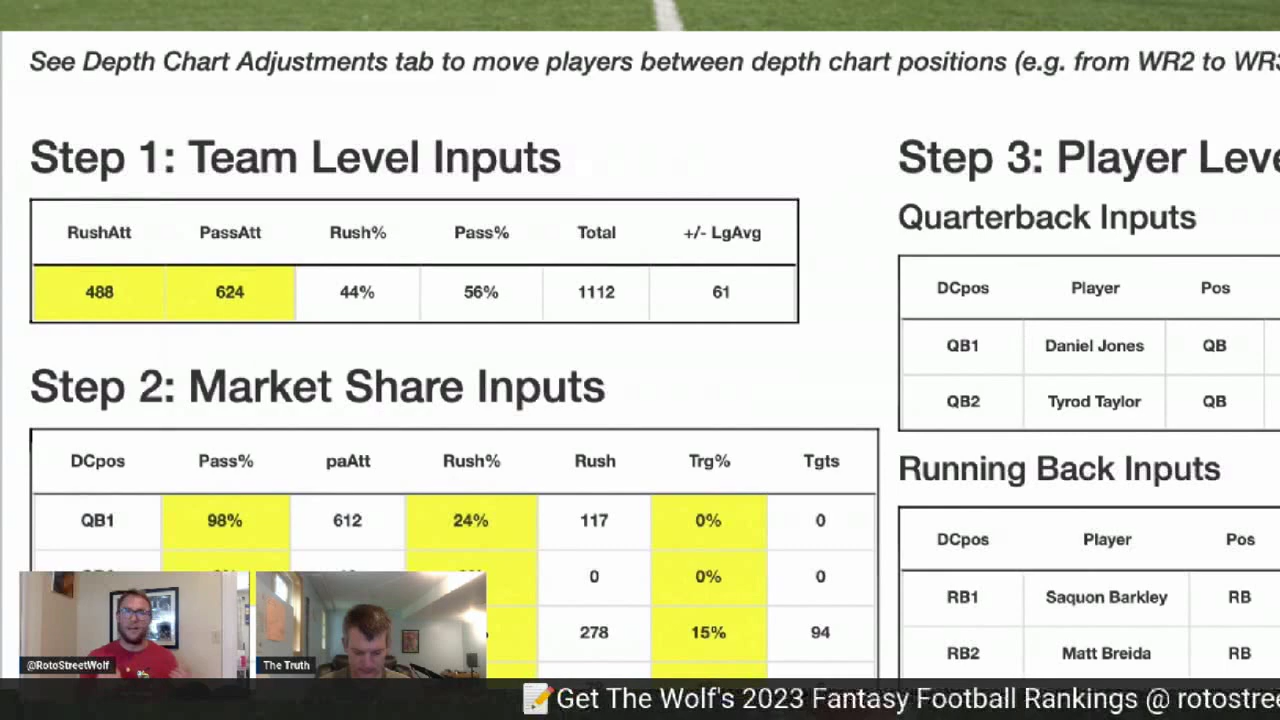 See Depth Chart Adjustments tab to move players between depth chart positions (e.g. from WR2 to WR3
Step 1: Team Level Inputs
RushAtt PassAtt Rush% Pass% Total +/- LgAvg
488 624 44% 56% 1112 61
Step 2: Market Share Inputs
DCpos Pass% paAtt Rush% Rush Trg% Tgts
QB1 98% 612 24% 117 0% 0
0 0% 0
278 15% 94
Step 3: Player Leve
Quarterback Inputs
DCpos Player Pos
QB1 Daniel Jones QB
QB2 Tyrod Taylor QB
Running Back Inputs
DCpos Player Pos
RB1 Saquon Barkley RB
RB2 Matt Breida RB
@RotoStreetWolf
The Truth
📝Get The Wolf's 2023 Fantasy Football Rankings @ rotostree